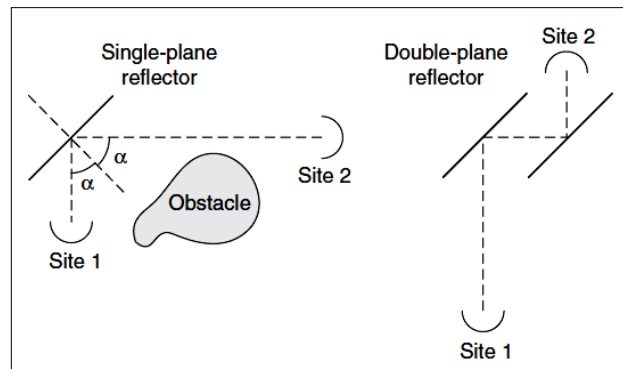 Single-plane
reflector
α
α
Obstacle
Site 1
Site 2
Double-plane
reflector
Site 2
Site 1